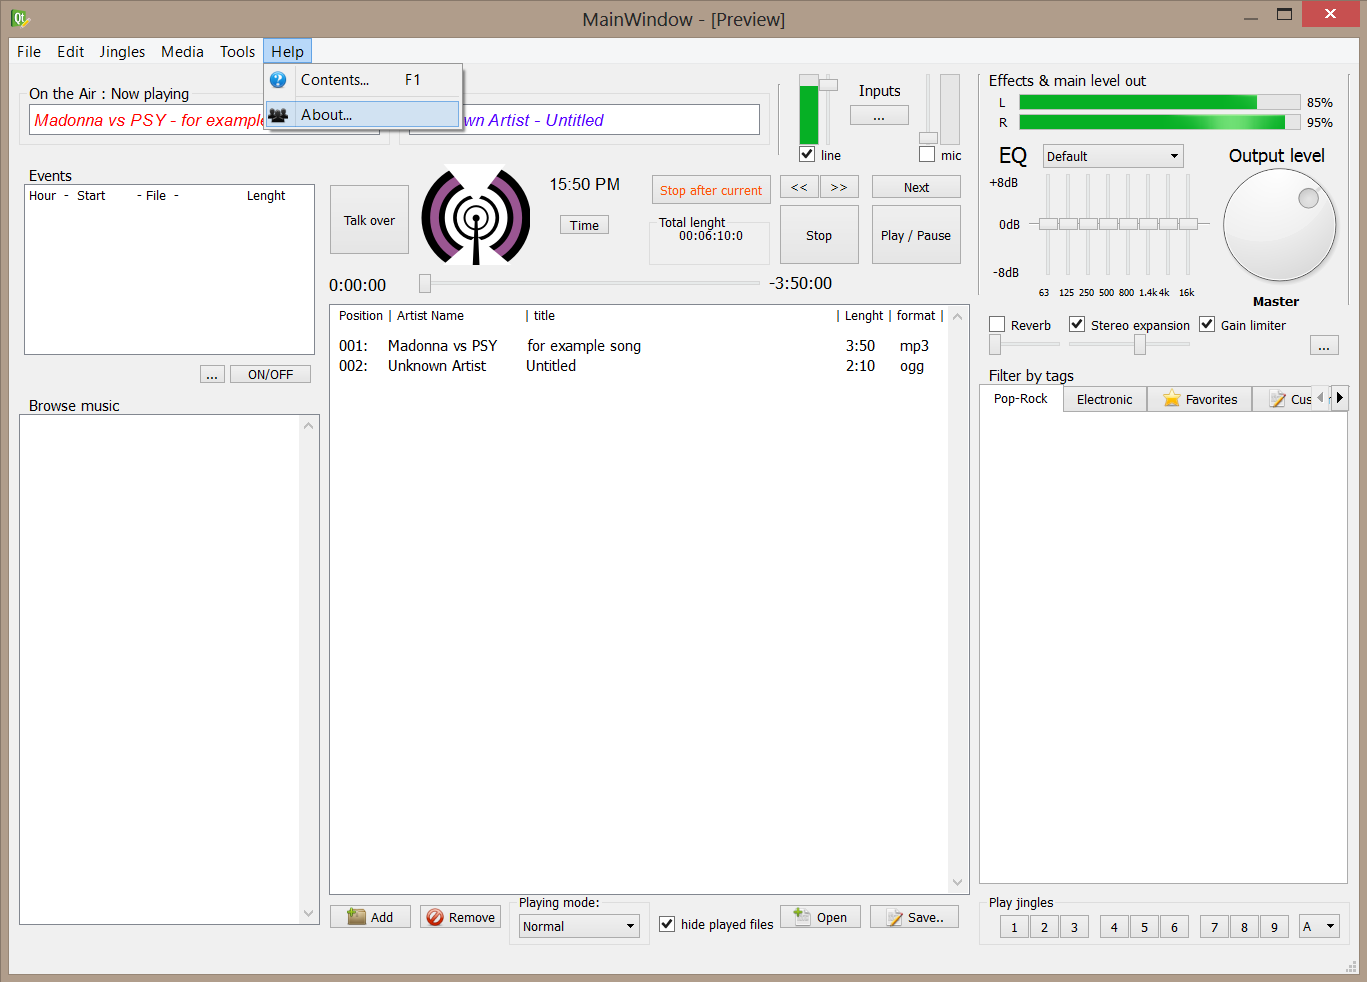 Qt
MainWindow - [Preview]
File Edit Jingles Media Tools Help
Contents... F1
About...
On the Air : Now playing
Madonna vs PSY - for example
wn Artist - Untitled
line
Inputs
...
mic
Effects & main level out
L 85%
R 95%
EQ Default
+8dB
0dB
-8dB
63 125 250 500 800 1.4k 4k 16k
Output level
Master
Reverb Stereo expansion Gain limiter
...
Events
Hour - Start - File - Lenght
... ON/OFF
Talk over
15:50 PM
Time
Stop after current
Total lenght
00:06:10:0
<< >> Next
Stop Play / Pause
0:00:00 -3:50:00
Position | Artist Name | title | Lenght | format |
001: Madonna vs PSY for example song 3:50 mp3
002: Unknown Artist Untitled 2:10 ogg
Browse music
Filter by tags
Pop-Rock Electronic Favorites
Add Remove
Playing mode:
Normal
hide played files
Open Save..
Play jingles
1 2 3 4 5 6 7 8 9 A